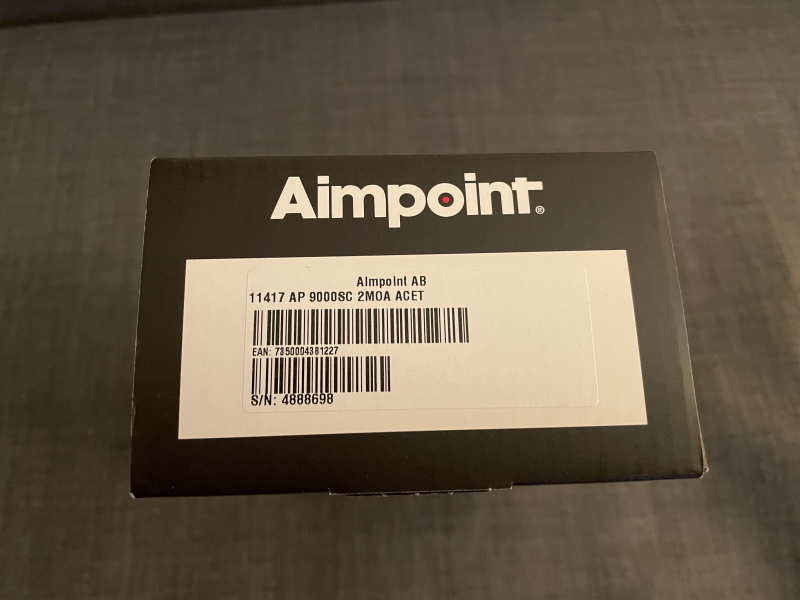 Aimpoint®
Aimpoint AB
11417 AP 9000SC 2MOA ACET
EAN: 7350004381227
S/N: 4888698